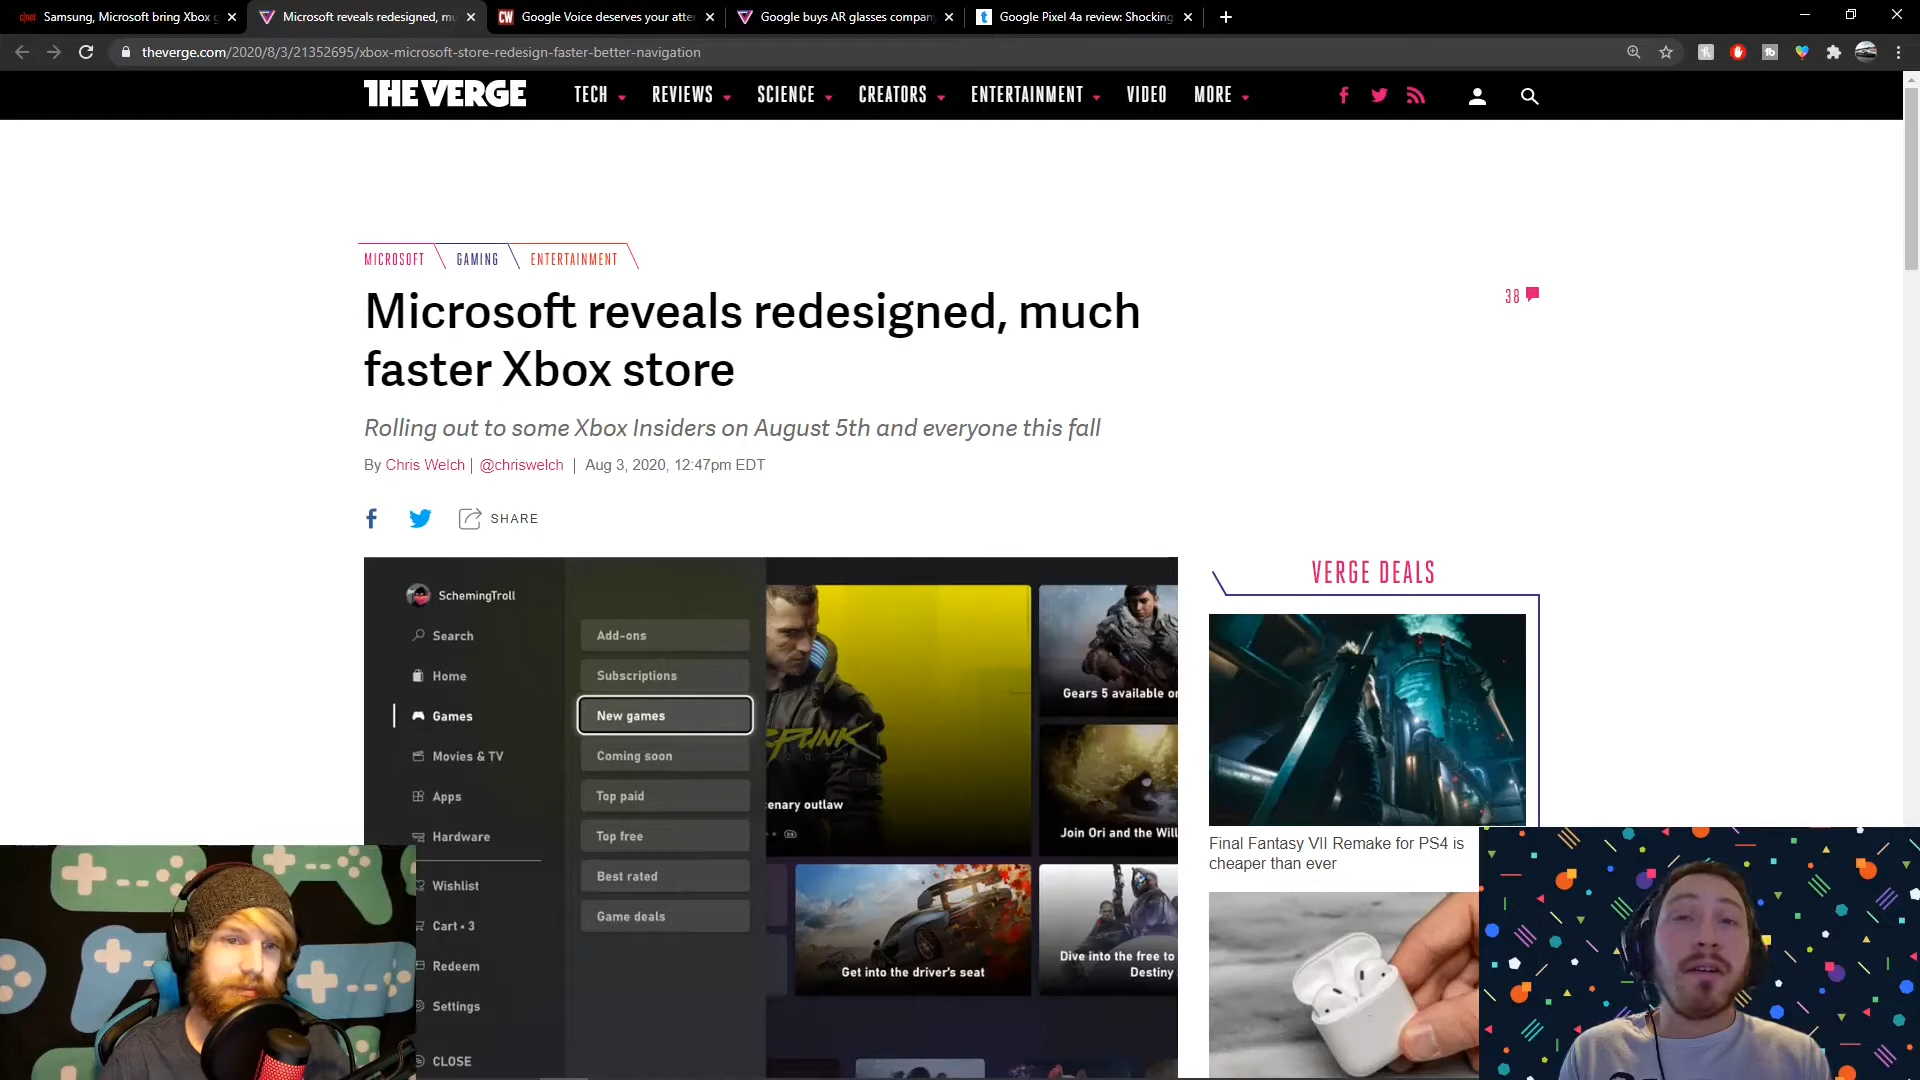 Samsung, Microsoft bring Xbox g
Microsoft reveals redesigned, mu
Google Voice deserves your atter
Google buys AR glasses company
Google Pixel 4a review: Shocking
theverge.com/2020/8/3/21352695/xbox-microsoft-store-redesign-faster-better-navigation
THE VERGE
TECH REVIEWS SCIENCE CREATORS ENTERTAINMENT VIDEO MORE
MICROSOFT GAMING ENTERTAINMENT
Microsoft reveals redesigned, much
faster Xbox store
38
Rolling out to some Xbox Insiders on August 5th and everyone this fall
By Chris Welch | @chriswelch | Aug 3, 2020, 12:47pm EDT
SHARE
SchemingTroll
Search
Home
Games
Movies & TV
Apps
Hardware
Wishlist
Cart • 3
Redeem
Settings
CLOSE
Add-ons
Subscriptions
New games
Coming soon
Top paid
Top free
Best rated
Game deals
enary outlaw
Gears 5 available o
Join Ori and the Will
Get into the driver's seat
Dive into the free to
Destiny
VERGE DEALS
Final Fantasy VII Remake for PS4 is
cheaper than ever